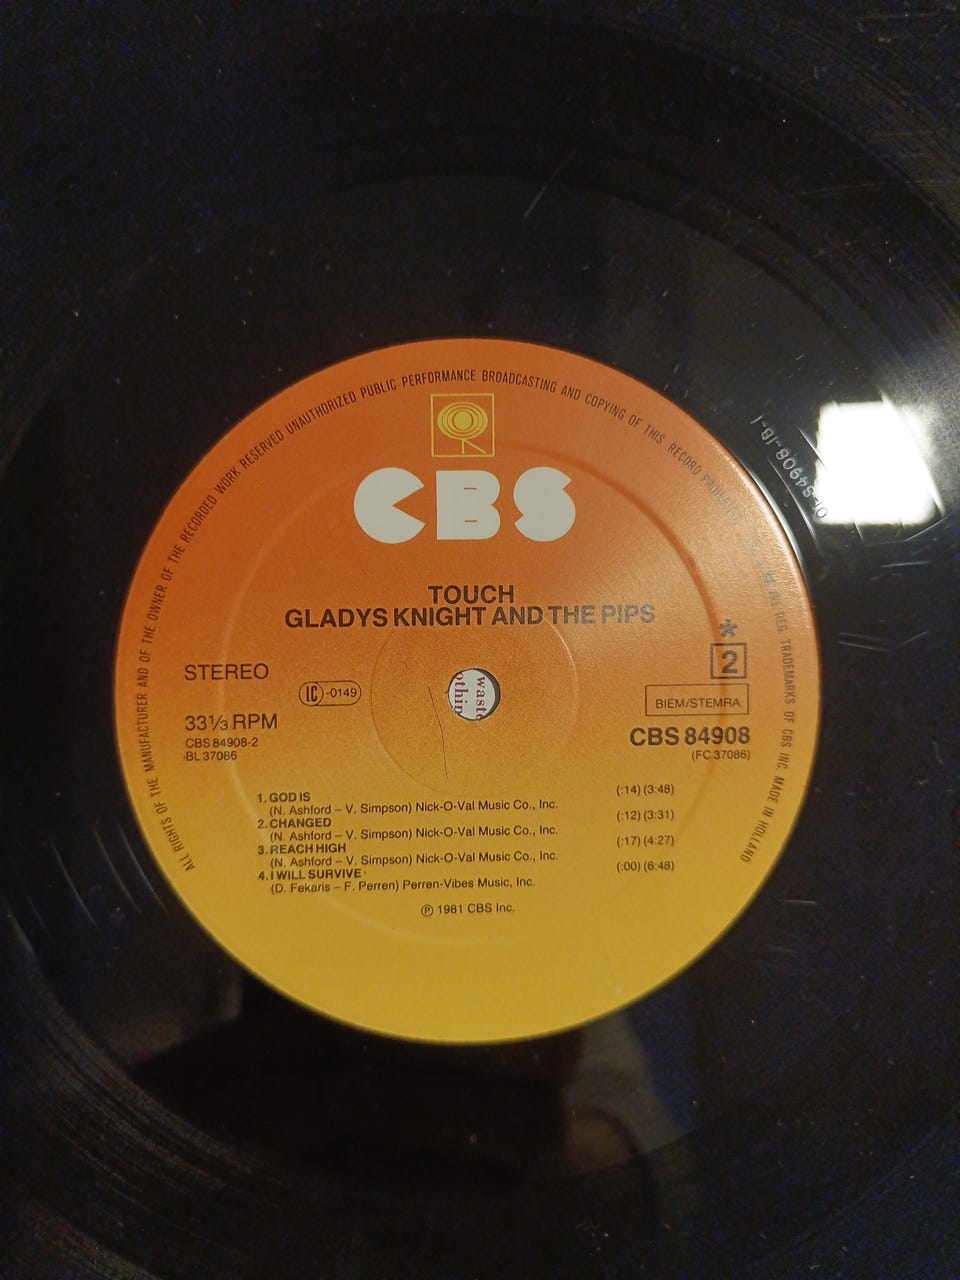 ALL RIGHTS OF THE MANUFACTURER AND OF THE OWNER OF THE RECORDED WORK RESERVED UNAUTHORIZED PUBLIC PERFORMANCE BROADCASTING AND COPYING OF THIS RECORD REG. TRADEMARKS OF CBS INC. MADE IN HOLLAND
CBS
TOUCH
GLADYS KNIGHT AND THE PIPS
STEREO
LC -0149
33⅓ RPM
CBS 84908-2
BL 37086
*
2
BIEM/STEMRA
CBS 84908
(FC 37086)
1. GOD IS (:14) (3:48)
(N. Ashford – V. Simpson) Nick-O-Val Music Co., Inc.
2. CHANGED (:12) (3:31)
(N. Ashford – V. Simpson) Nick-O-Val Music Co., Inc.
3. REACH HIGH (:17) (4:27)
(N. Ashford – V. Simpson) Nick-O-Val Music Co., Inc.
4. I WILL SURVIVE (:00) (6:48)
(D. Fekaris – F. Perren) Perren-Vibes Music, Inc.
℗ 1981 CBS Inc.
01-84908-1B-1